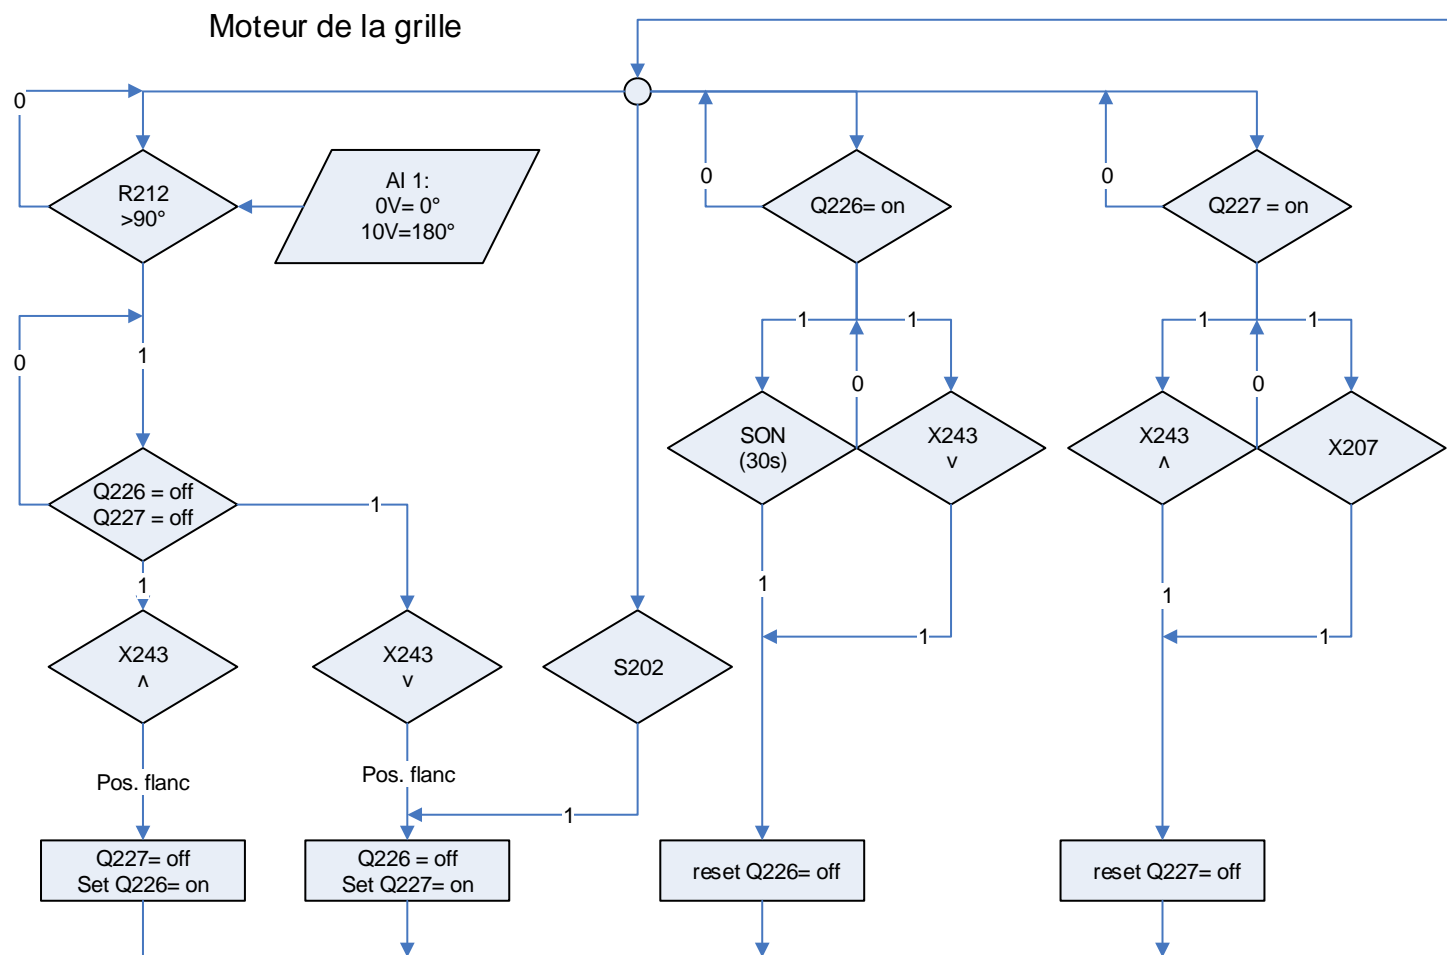 Moteur de la grille
0
R212
>90°
AI 1:
0V= 0°
10V=180°
0
Q226= on
0
Q227 = on
0
1
1
1
1
1
Q226 = off
Q227 = off
1
SON
(30s)
0
X243
v
X243
ʌ
0
X207
1
1
1
X243
ʌ
X243
v
S202
1
1
Pos. flanc
Pos. flanc
1
Q227= off
Set Q226= on
Q226 = off
Set Q227= on
reset Q226= off
reset Q227= off